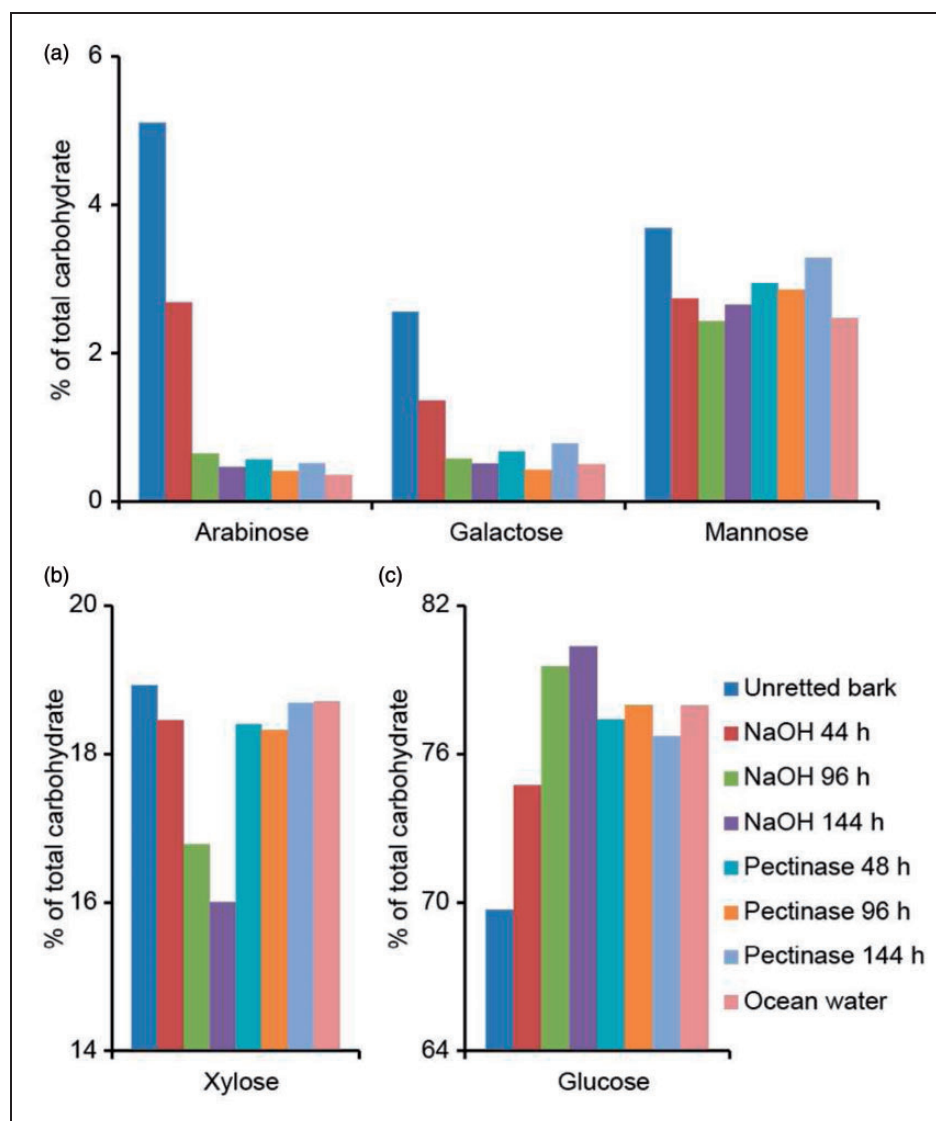 (a)
6
4
2
0
% of total carbohydrate
Arabinose Galactose Mannose
(b)
20
18
16
14
% of total carbohydrate
Xylose
(c)
82
76
70
64
% of total carbohydrate
Glucose
Unretted bark
NaOH 44 h
NaOH 96 h
NaOH 144 h
Pectinase 48 h
Pectinase 96 h
Pectinase 144 h
Ocean water